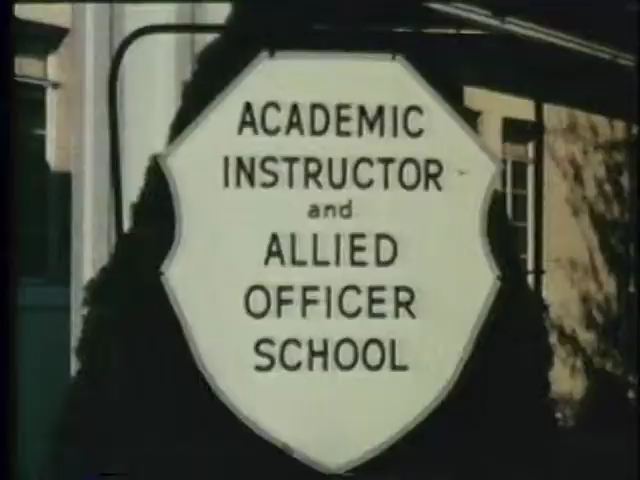 ACADEMIC
INSTRUCTOR
and
ALLIED
OFFICER
SCHOOL